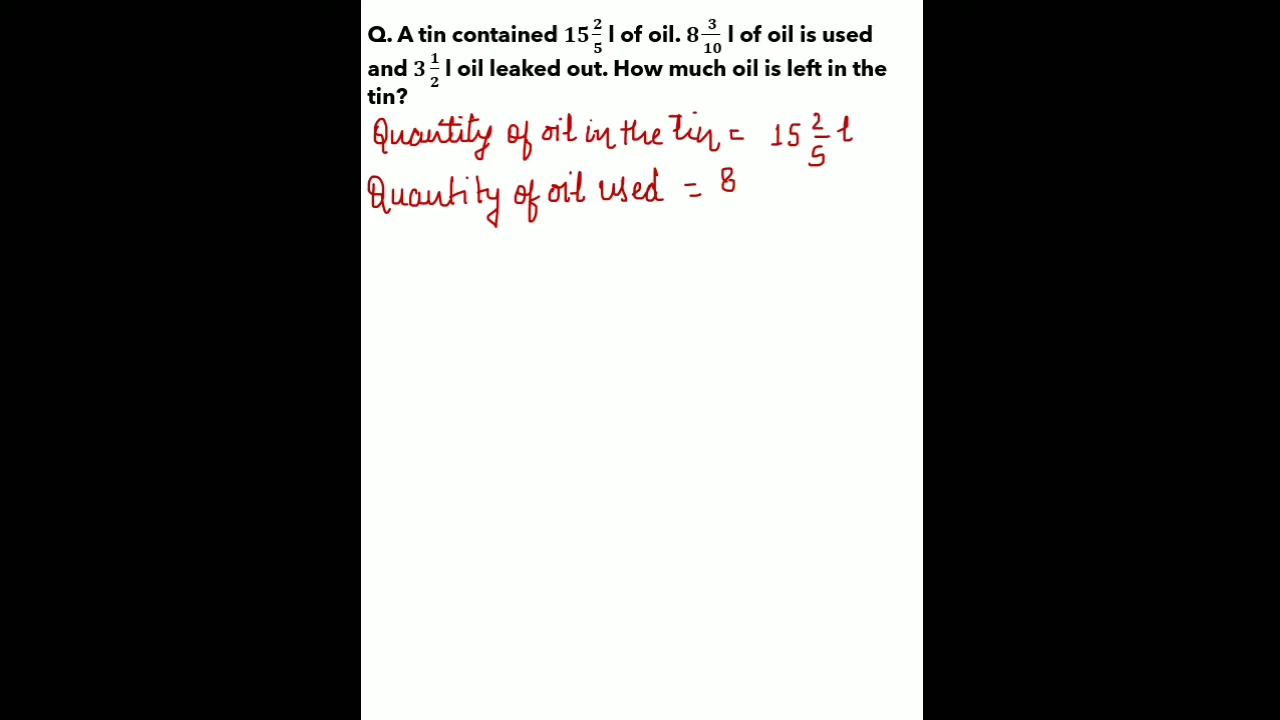 Q. A tin contained 15 2/5 l of oil. 8 3/10 l of oil is used
and 3 1/2 l oil leaked out. How much oil is left in the
tin?
Quantity of oil in the Tin = 15 2/5 l
Quantity of oil used = 8